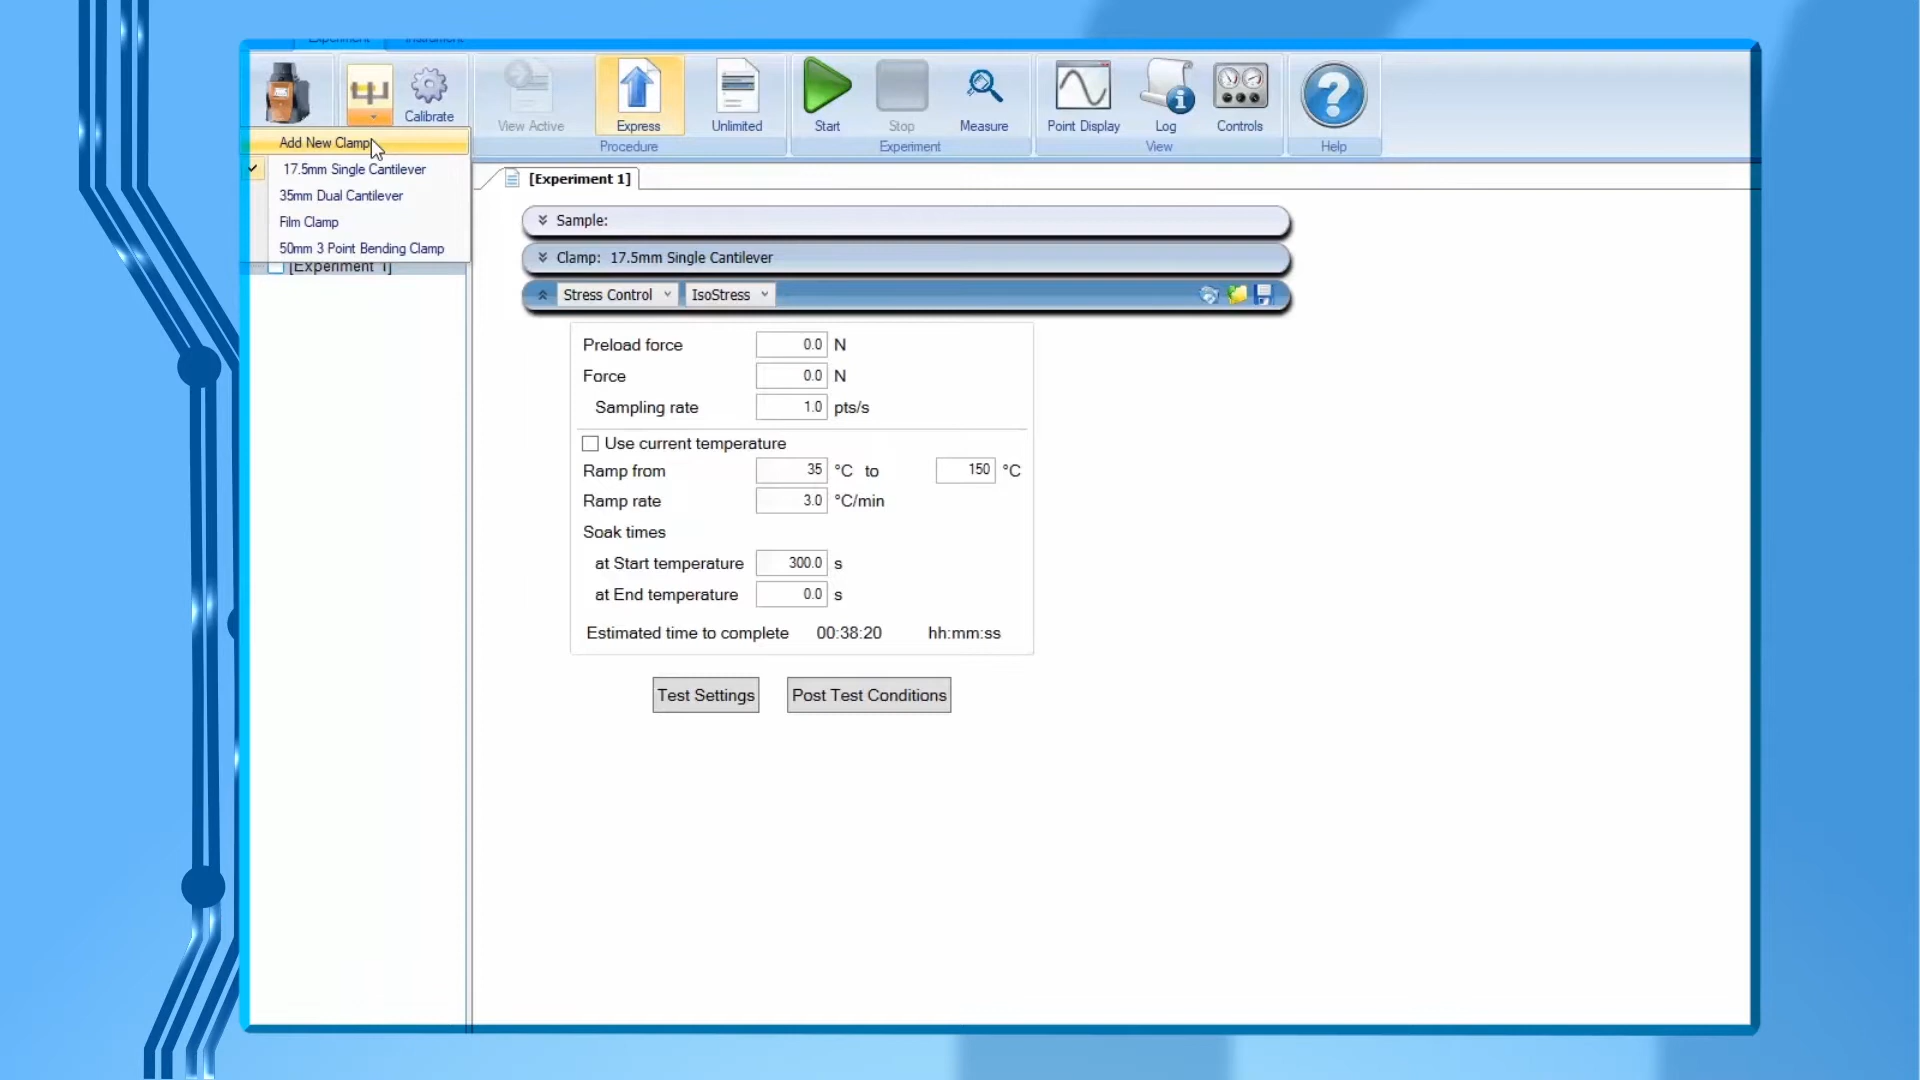 Experiment Instrument
Calibrate
View Active
Express
Unlimited
Procedure
Start
Stop
Measure
Experiment
Point Display
Log
Controls
View
Help
Add New Clamp
17.5mm Single Cantilever
35mm Dual Cantilever
Film Clamp
50mm 3 Point Bending Clamp
[Experiment 1]
[Experiment 1]
Sample:
Clamp: 17.5mm Single Cantilever
Stress Control IsoStress
Preload force 0.0 N
Force 0.0 N
Sampling rate 1.0 pts/s
Use current temperature
Ramp from 35 °C to 150 °C
Ramp rate 3.0 °C/min
Soak times
at Start temperature 300.0 s
at End temperature 0.0 s
Estimated time to complete 00:38:20 hh:mm:ss
Test Settings Post Test Conditions